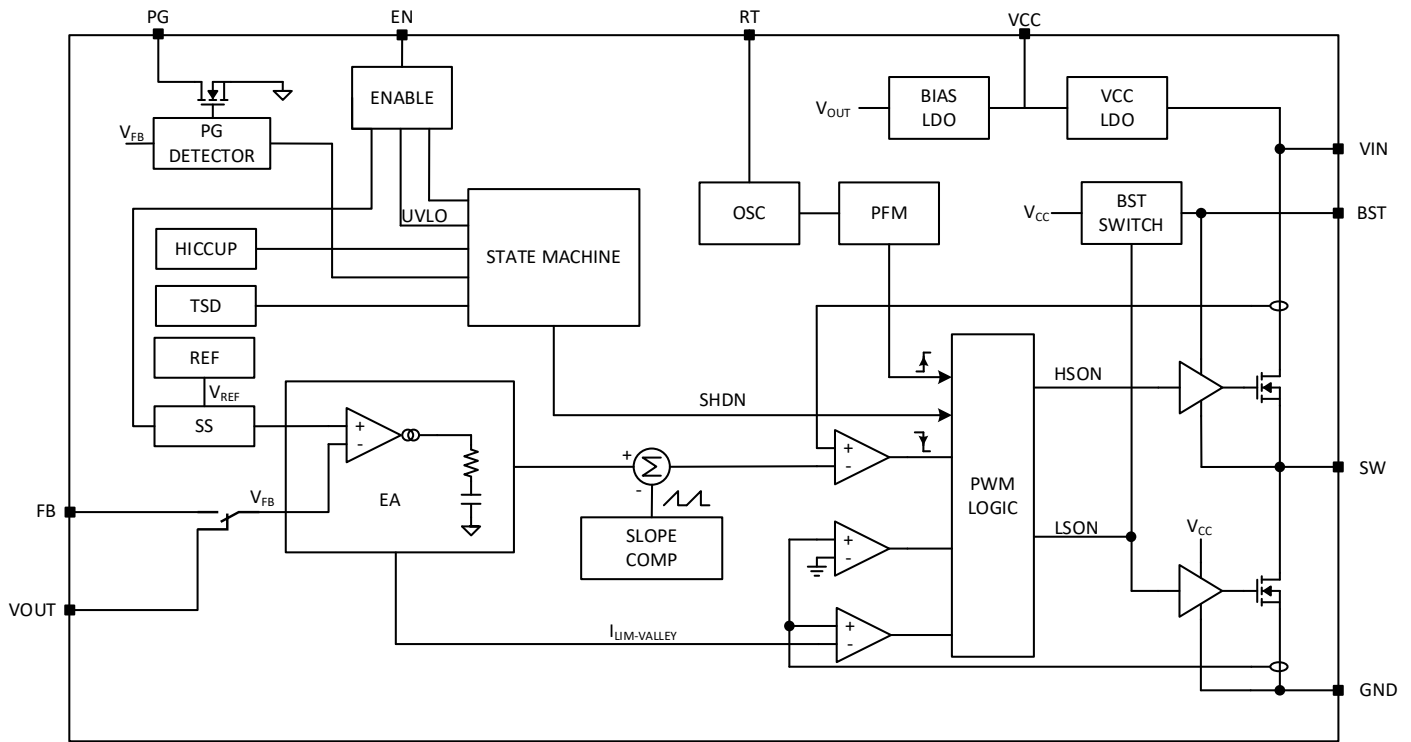 PG
EN
RT
VCC
ENABLE
BIAS
LDO
VCC
LDO
VOUT
VFB
PG
DETECTOR
VIN
UVLO
OSC
PFM
VCC
BST
SWITCH
BST
HICCUP
STATE MACHINE
TSD
REF
VREF
SS
SHDN
HSON
+
-
EA
+
-
Σ
+
-
PWM
LOGIC
SW
FB
VFB
SLOPE
COMP
LSON
VCC
+
-
VOUT
ILIM-VALLEY
+
-
GND